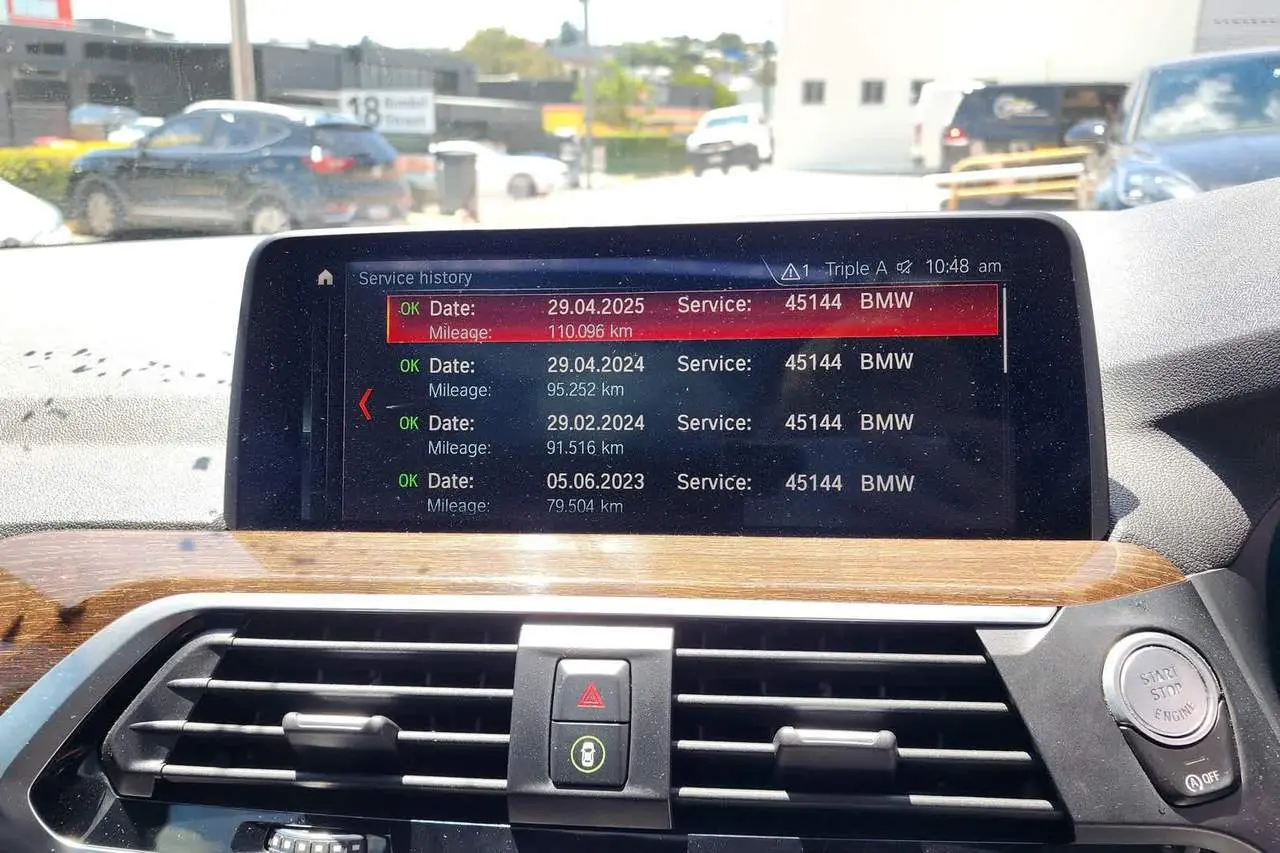 18
Street
Service history
1 Triple A 10:48 am
OK Date: 29.04.2025 Service: 45144 BMW
Mileage: 110.096 km
OK Date: 29.04.2024 Service: 45144 BMW
Mileage: 95.252 km
OK Date: 29.02.2024 Service: 45144 BMW
Mileage: 91.516 km
OK Date: 05.06.2023 Service: 45144 BMW
Mileage: 79.504 km
START
STOP
ENGINE
A OFF